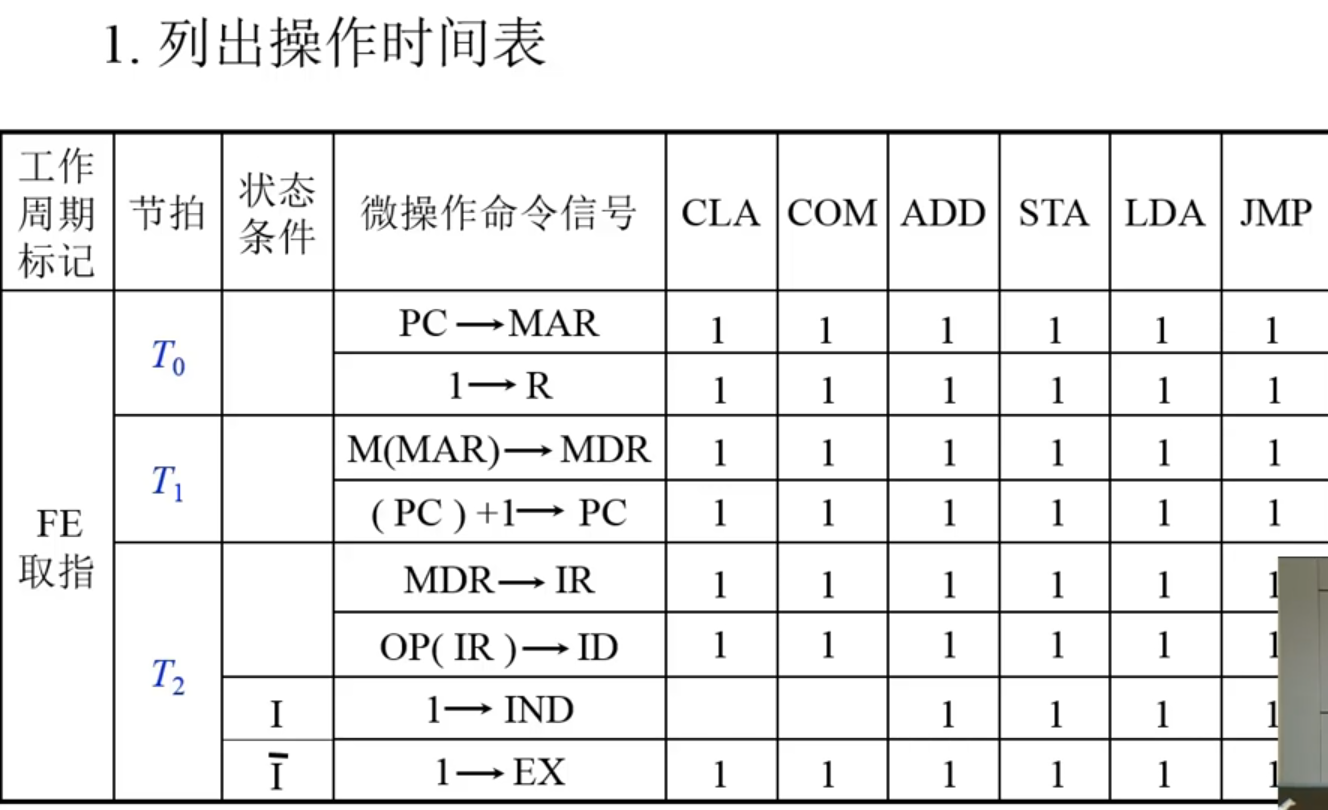 1. 列出操作时间表
工作周期标记 节拍 状态条件 微操作命令信号 CLA COM ADD STA LDA JMP
FE 取指 T₀ PC→MAR 1 1 1 1 1 1
1→R 1 1 1 1 1 1
T₁ M(MAR)→MDR 1 1 1 1 1 1
( PC ) +1→ PC 1 1 1 1 1 1
T₂ MDR→IR 1 1 1 1 1 1
OP( IR )→ID 1 1 1 1 1 1
I 1→IND 1 1 1 1
I̅ 1→EX 1 1 1 1 1 1